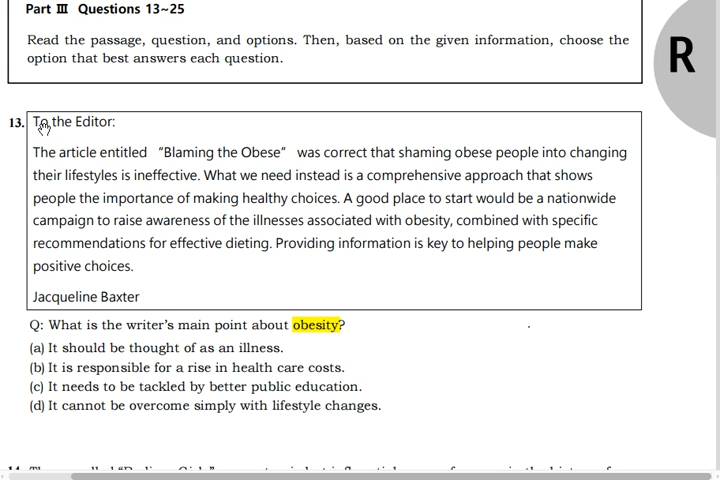 Part Ⅲ Questions 13~25
Read the passage, question, and options. Then, based on the given information, choose the
option that best answers each question.
R
13. To the Editor:
The article entitled “Blaming the Obese” was correct that shaming obese people into changing
their lifestyles is ineffective. What we need instead is a comprehensive approach that shows
people the importance of making healthy choices. A good place to start would be a nationwide
campaign to raise awareness of the illnesses associated with obesity, combined with specific
recommendations for effective dieting. Providing information is key to helping people make
positive choices.
Jacqueline Baxter
Q: What is the writer’s main point about obesity?
(a) It should be thought of as an illness.
(b) It is responsible for a rise in health care costs.
(c) It needs to be tackled by better public education.
(d) It cannot be overcome simply with lifestyle changes.